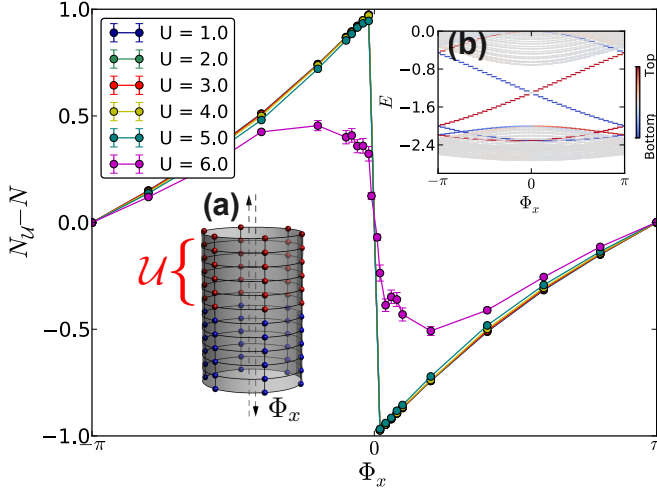 1.0
0.5
0.0
−0.5
−1.0
N𝒰 − N
U = 1.0
U = 2.0
U = 3.0
U = 4.0
U = 5.0
U = 6.0
(a)
𝒰{
Φx
(b)
0.0
−0.8
−1.6
−2.4
E
−π
0
π
Φx
Top
Bottom
−π
0
π
Φx